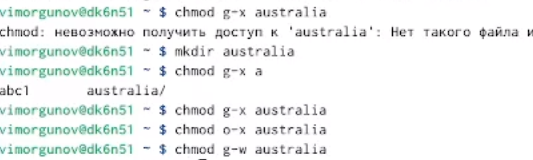 vimorgunov@dk6n51 ~ $ chmod g-x australia
chmod: невозможно получить доступ к 'australia': Нет такого файла и
vimorgunov@dk6n51 ~ $ mkdir australia
vimorgunov@dk6n51 ~ $ chmod g-x a
abc1 australia/
vimorgunov@dk6n51 ~ $ chmod g-x australia
vimorgunov@dk6n51 ~ $ chmod o-x australia
vimorgunov@dk6n51 ~ $ chmod g-w australia